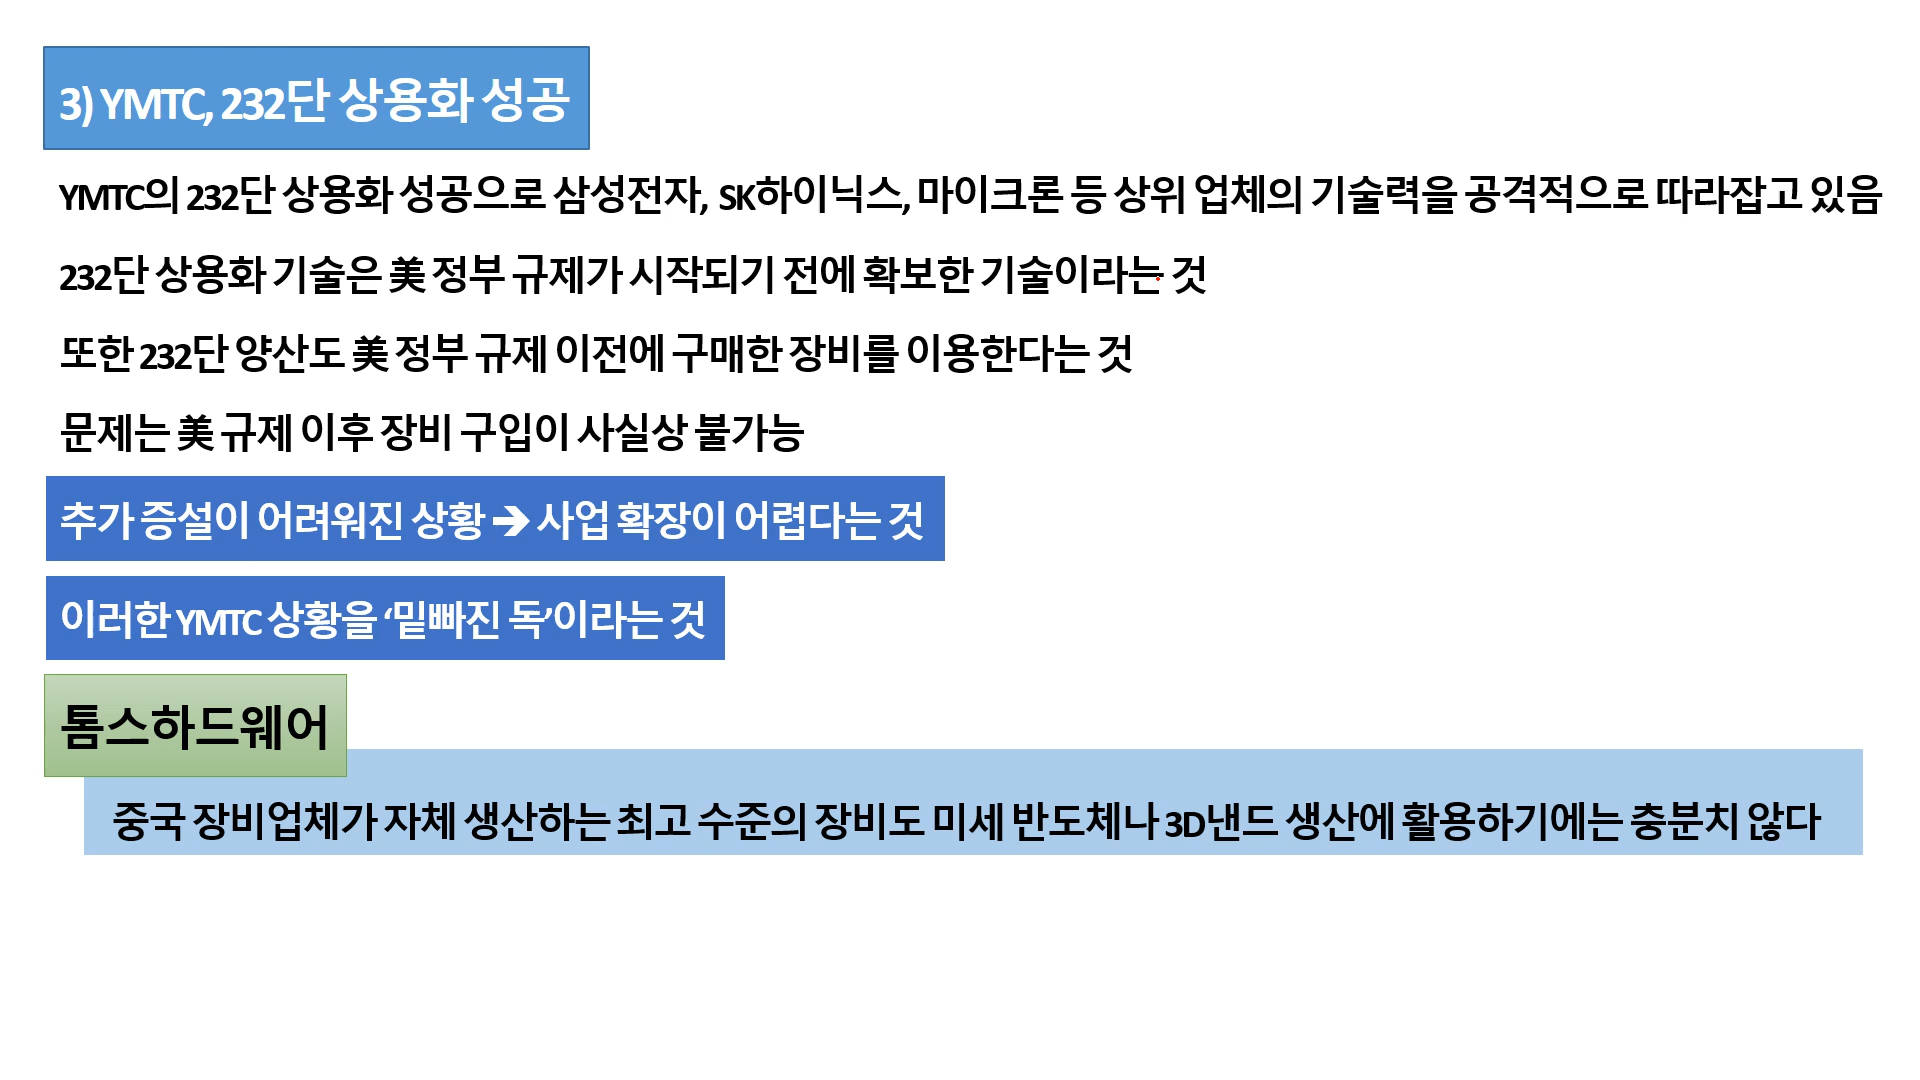 3) YMTC, 232단 상용화 성공
YMTC의 232단 상용화 성공으로 삼성전자, SK하이닉스, 마이크론 등 상위 업체의 기술력을 공격적으로 따라잡고 있음
232단 상용화 기술은 美 정부 규제가 시작되기 전에 확보한 기술이라는 것
또한 232단 양산도 美 정부 규제 이전에 구매한 장비를 이용한다는 것
문제는 美 규제 이후 장비 구입이 사실상 불가능
추가 증설이 어려워진 상황 ➔ 사업 확장이 어렵다는 것
이러한 YMTC 상황을 ‘밑빠진 독’이라는 것
톰스하드웨어
중국 장비업체가 자체 생산하는 최고 수준의 장비도 미세 반도체나 3D낸드 생산에 활용하기에는 충분치 않다